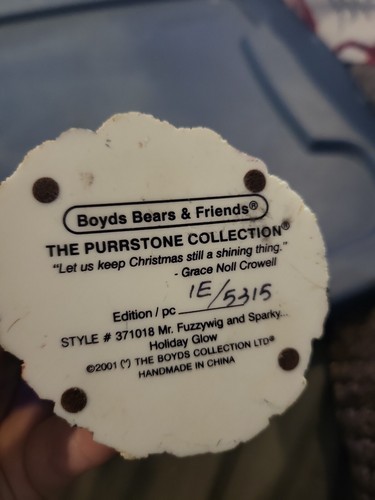 Boyds Bears & Friends®
THE PURRSTONE COLLECTION®
“Let us keep Christmas still a shining thing.”
- Grace Noll Crowell
Edition / pc 1E/5315
STYLE # 371018 Mr. Fuzzywig and Sparky...
Holiday Glow
©2001 (*) THE BOYDS COLLECTION LTD®
HANDMADE IN CHINA